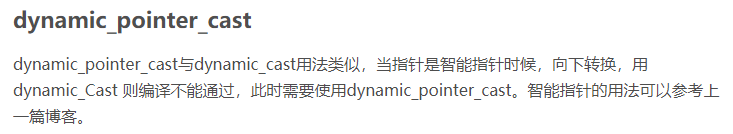 dynamic_pointer_cast
dynamic_pointer_cast与dynamic_cast用法类似，当指针是智能指针时候，向下转换，用
dynamic_Cast 则编译不能通过，此时需要使用dynamic_pointer_cast。智能指针的用法可以参考上
一篇博客。